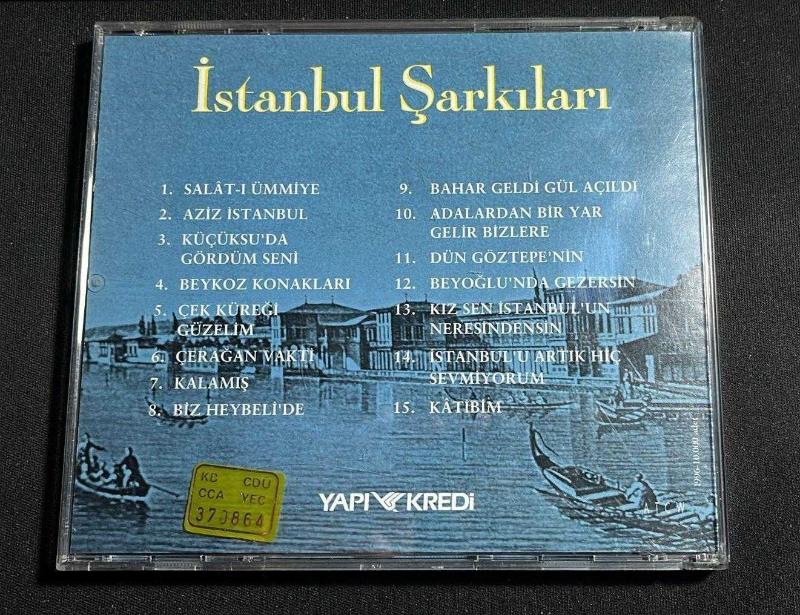 İstanbul Şarkıları
1. SALÂT-I ÜMMİYE
2. AZİZ İSTANBUL
3. KÜÇÜKSU'DA
GÖRDÜM SENİ
4. BEYKOZ KONAKLARI
5. ÇEK KÜREĞİ
GÜZELİM
6. ÇERAĞAN VAKTİ
7. KALAMIŞ
8. BİZ HEYBELİ'DE
9. BAHAR GELDİ GÜL AÇILDI
10. ADALARDAN BİR YAR
GELİR BİZLERE
11. DÜN GÖZTEPE'NİN
12. BEYOĞLU'NDA GEZERSİN
13. KIZ SEN İSTANBUL'UN
NERESİNDENSİN
14. İSTANBUL'U ARTIK HİÇ
SEVMİYORUM
15. KÂTİBİM
KB CDÜ
CCA YEC
370864
YAPI KREDİ